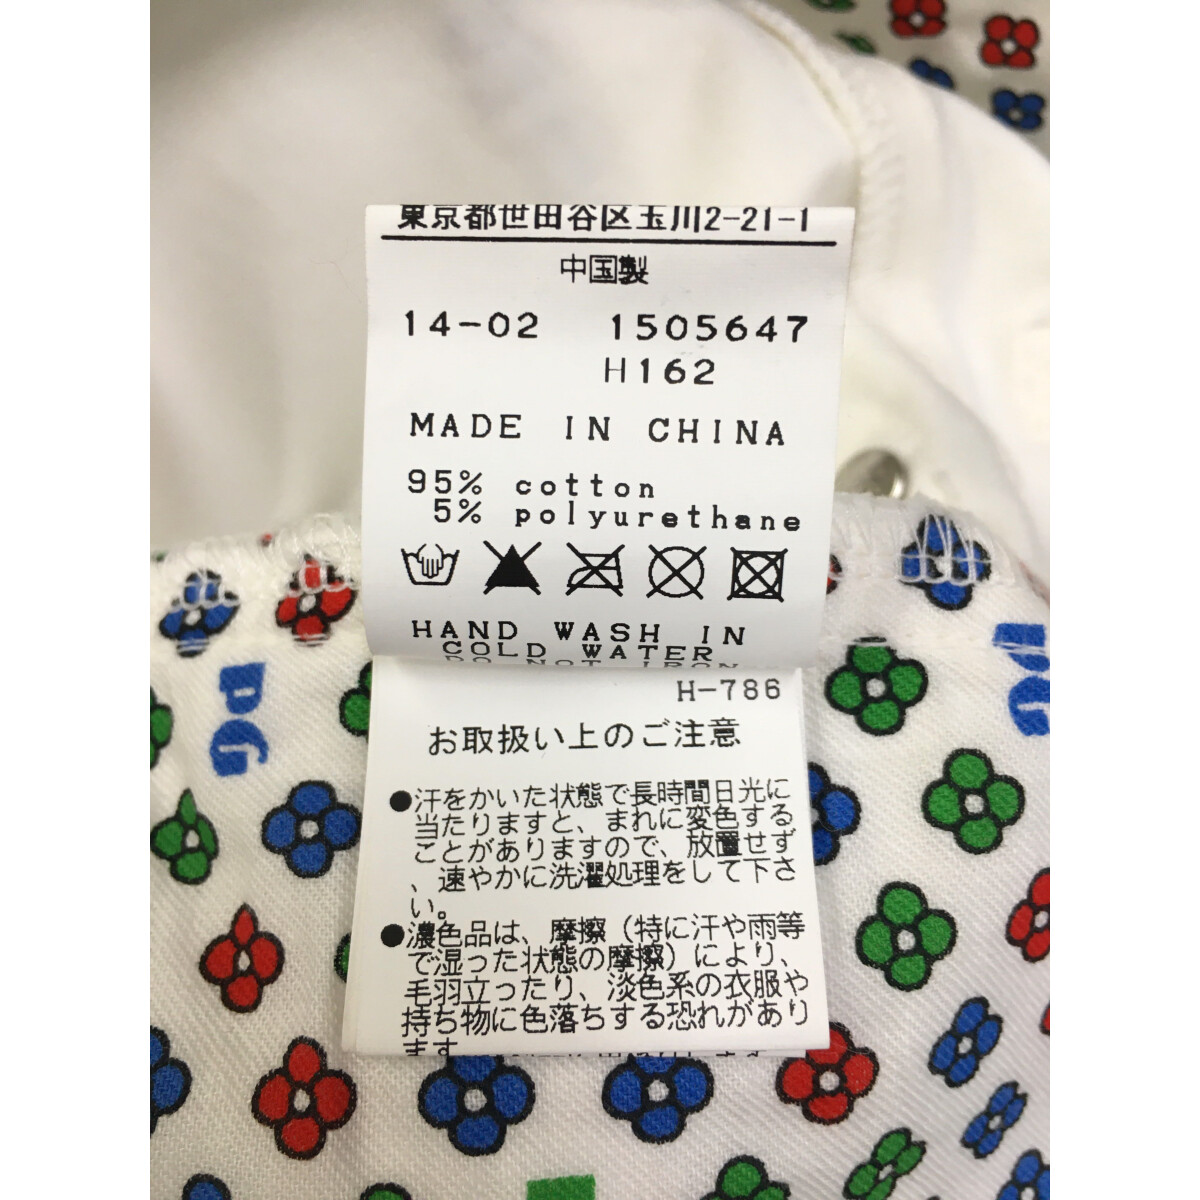 東京都世田谷区玉川2-21-1
中国製
14-02 1505647
H162
MADE IN CHINA
95% cotton
5% polyurethane
HAND WASH IN
COLD WATER
DO NOT IRON
H-786
お取扱い上のご注意
●汗をかいた状態で長時間日光に
当たりますと、まれに変色する
ことがありますので、放置せず
、速やかに洗濯処理をして下さ
い。
●濃色品は、摩擦（特に汗や雨等
で湿った状態の摩擦）により、
毛羽立ったり、淡色系の衣服や
持ち物に色落ちする恐れがあり
ます